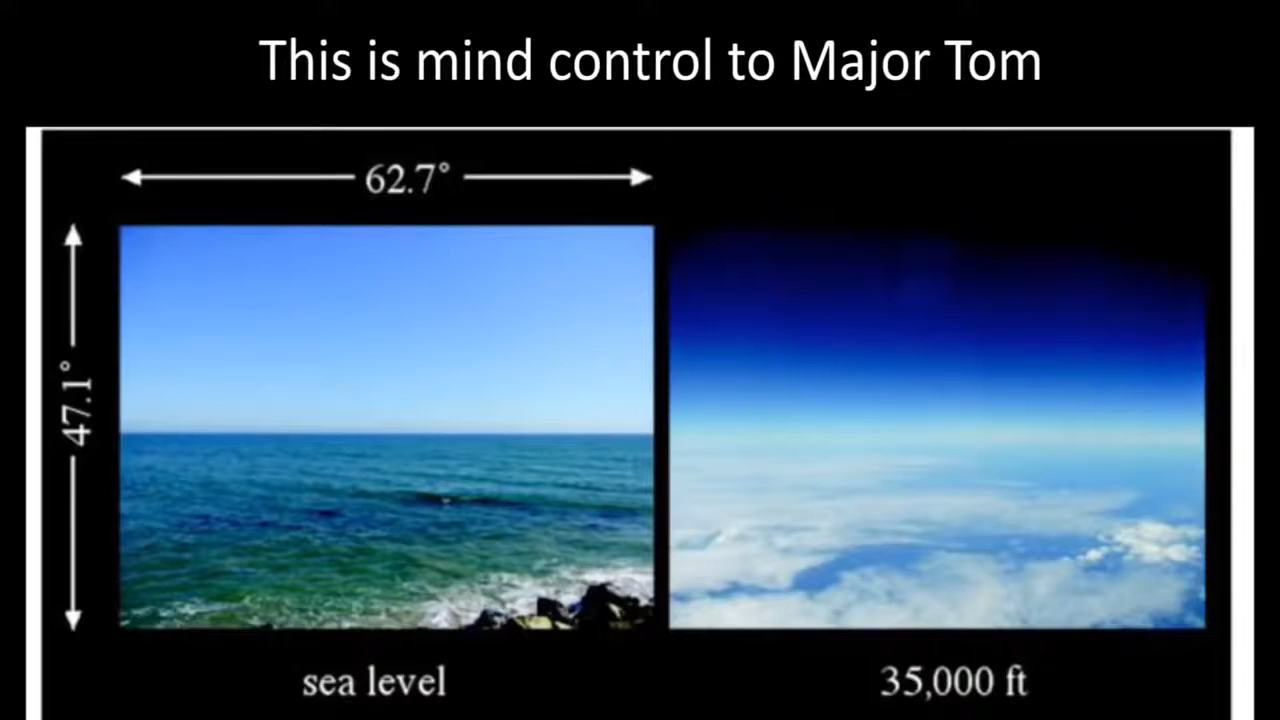 This is mind control to Major Tom
62.7°
47.1°
sea level
35,000 ft